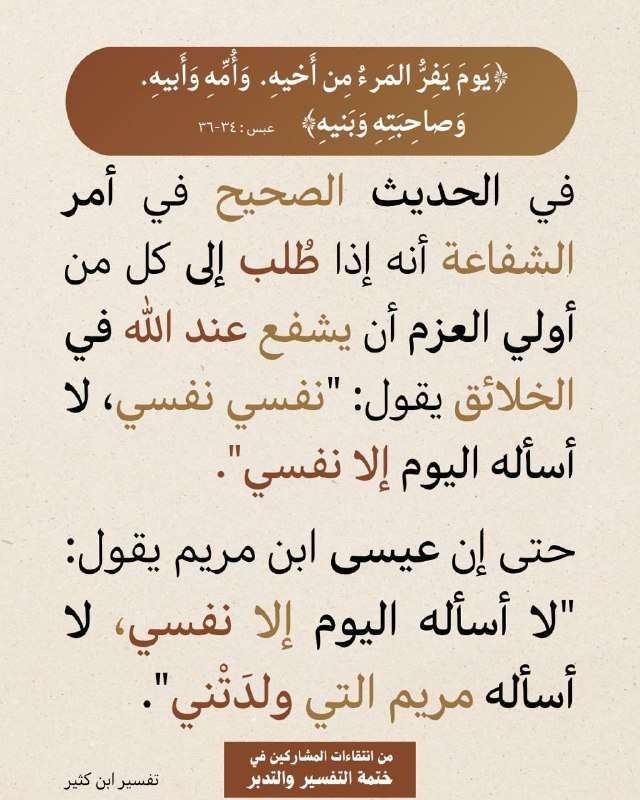 ﴿يَومَ يَفِرُّ المَرءُ مِن أَخيهِ. وَأُمِّهِ وَأَبيهِ.
وَصاحِبَتِهِ وَبَنيهِ﴾ عبس: ٣٤-٣٦
في الحديث الصحيح في أمر
الشفاعة أنه إذا طُلب إلى كل من
أولي العزم أن يشفع عند الله في
الخلائق يقول: "نفسي نفسي، لا
أسأله اليوم إلا نفسي".
حتى إن عيسى ابن مريم يقول:
"لا أسأله اليوم إلا نفسي، لا
أسأله مريم التي ولدَتْني".
من انتقاءات المشاركين في
ختمة التفسير والتدبر
تفسير ابن كثير